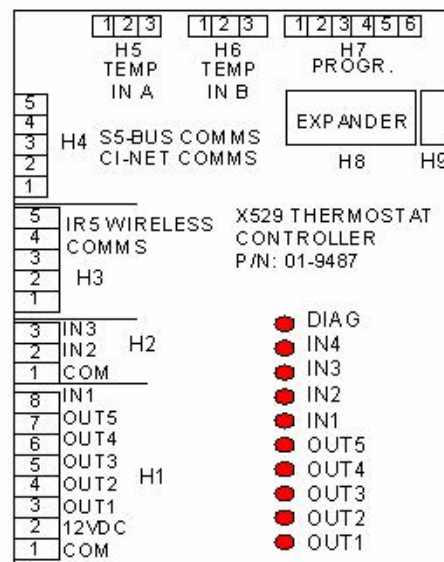 1 2 3
1 2 3
1 2 3 4 5 6
H5
TEMP
IN A
H6
TEMP
IN B
H7
PROGR.
5
4
3
2
1
H4
S5-BUS COMMS
CI-NET COMMS
EXPANDER
H8
H9
5
4
3
2
1
IR5 WIRELESS
COMMS
H3
X529 THERMOSTAT
CONTROLLER
P/N: 01-9487
3 IN3
2 IN2
1 COM
H2
8 IN1
7 OUT5
6 OUT4
5 OUT3
4 OUT2
3 OUT1
2 12VDC
1 COM
H1
DIAG
IN4
IN3
IN2
IN1
OUT5
OUT4
OUT3
OUT2
OUT1